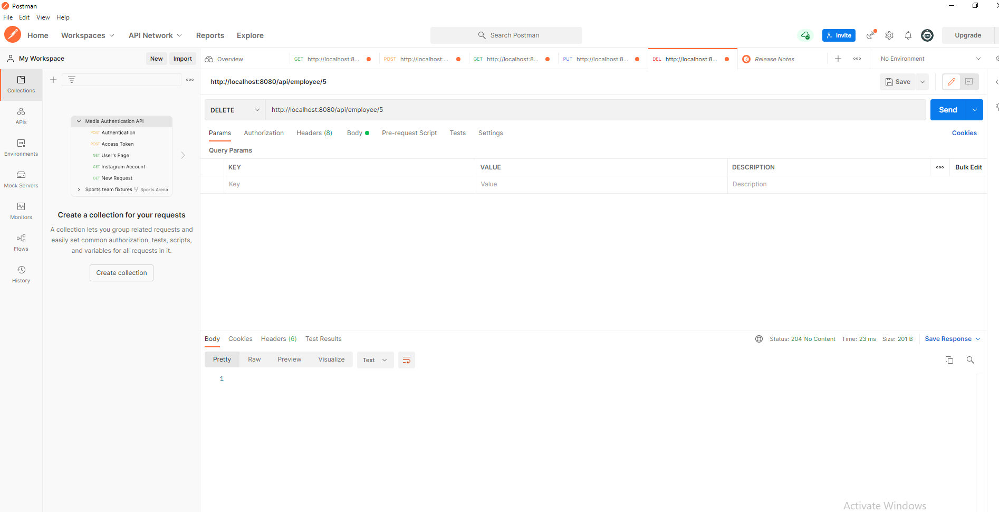 Postman
File Edit View Help
Home Workspaces API Network Reports Explore Search Postman Invite Upgrade
My Workspace New Import Overview GET http://localhost:8... POST http://localhost:... GET http://localhost:8... PUT http://localhost:8... DEL http://localhost:8... Release Notes No Environment
Collections
APIs
Environments
Mock Servers
Monitors
Flows
History
Media Authentication API
POST Authentication
POST Access Token
GET User's Page
GET Instagram Account
GET New Request
Sports team fixtures Sports Arena
Create a collection for your requests
A collection lets you group related requests and
easily set common authorization, tests, scripts,
and variables for all requests in it.
Create collection
http://localhost:8080/api/employee/5 Save
DELETE http://localhost:8080/api/employee/5 Send
Params Authorization Headers (8) Body Pre-request Script Tests Settings Cookies
Query Params
KEY VALUE DESCRIPTION Bulk Edit
Key Value Description
Body Cookies Headers (6) Test Results Status: 204 No Content Time: 23 ms Size: 201 B Save Response
Pretty Raw Preview Visualize Text
1
Activate Windows